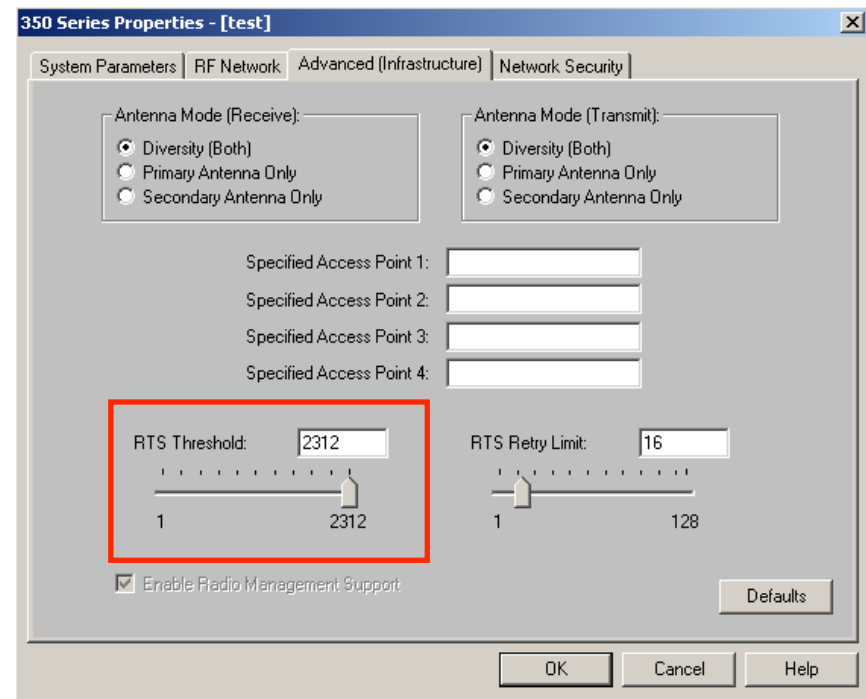 350 Series Properties - [test]
System Parameters RF Network Advanced (Infrastructure) Network Security
Antenna Mode (Receive): Antenna Mode (Transmit):
Diversity (Both) Diversity (Both)
Primary Antenna Only Primary Antenna Only
Secondary Antenna Only Secondary Antenna Only
Specified Access Point 1:
Specified Access Point 2:
Specified Access Point 3:
Specified Access Point 4:
RTS Threshold: 2312 RTS Retry Limit: 16
1 2312 1 128
Enable Radio Management Support
Defaults
OK Cancel Help